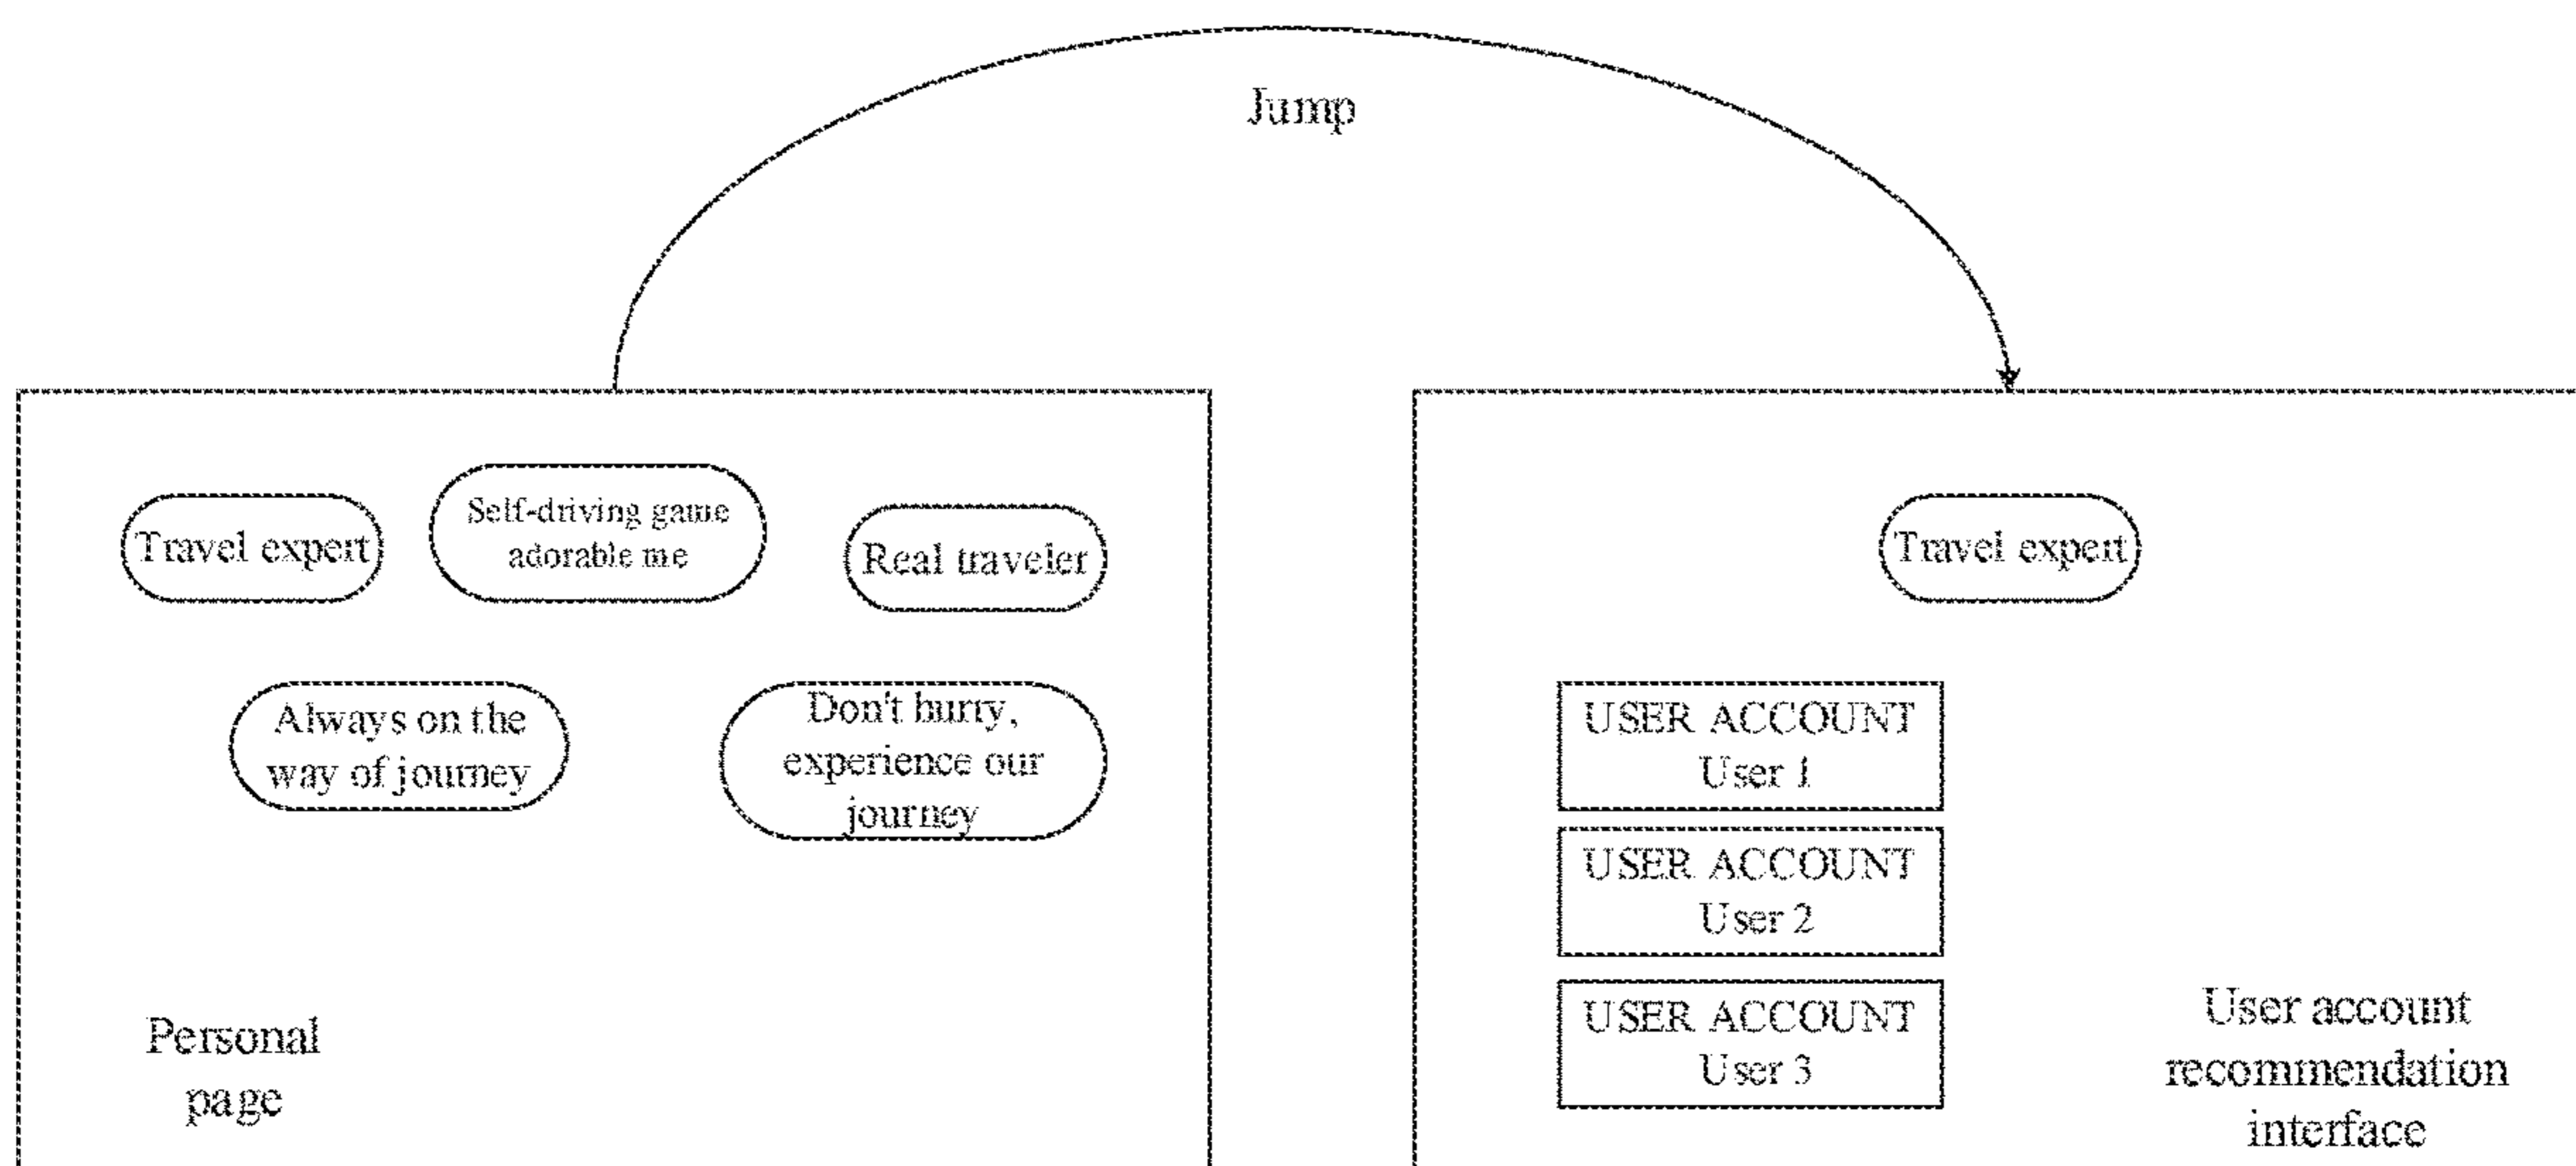 Jump
Travel expert
Self-driving game
adorable me
Real traveler
Always on the
way of journey
Don't hurry,
experience our
journey
Personal
page
Travel expert
USER ACCOUNT
User 1
USER ACCOUNT
User 2
USER ACCOUNT
User 3
User account
recommendation
interface